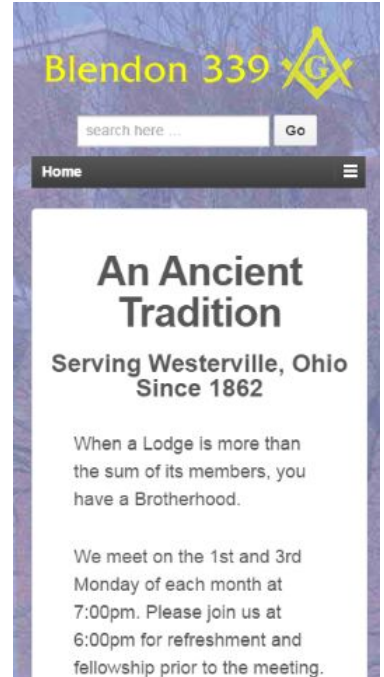 Blendon 339 G
search here ... Go
Home
An Ancient
Tradition
Serving Westerville, Ohio
Since 1862
When a Lodge is more than
the sum of its members, you
have a Brotherhood.
We meet on the 1st and 3rd
Monday of each month at
7:00pm. Please join us at
6:00pm for refreshment and
fellowship prior to the meeting.